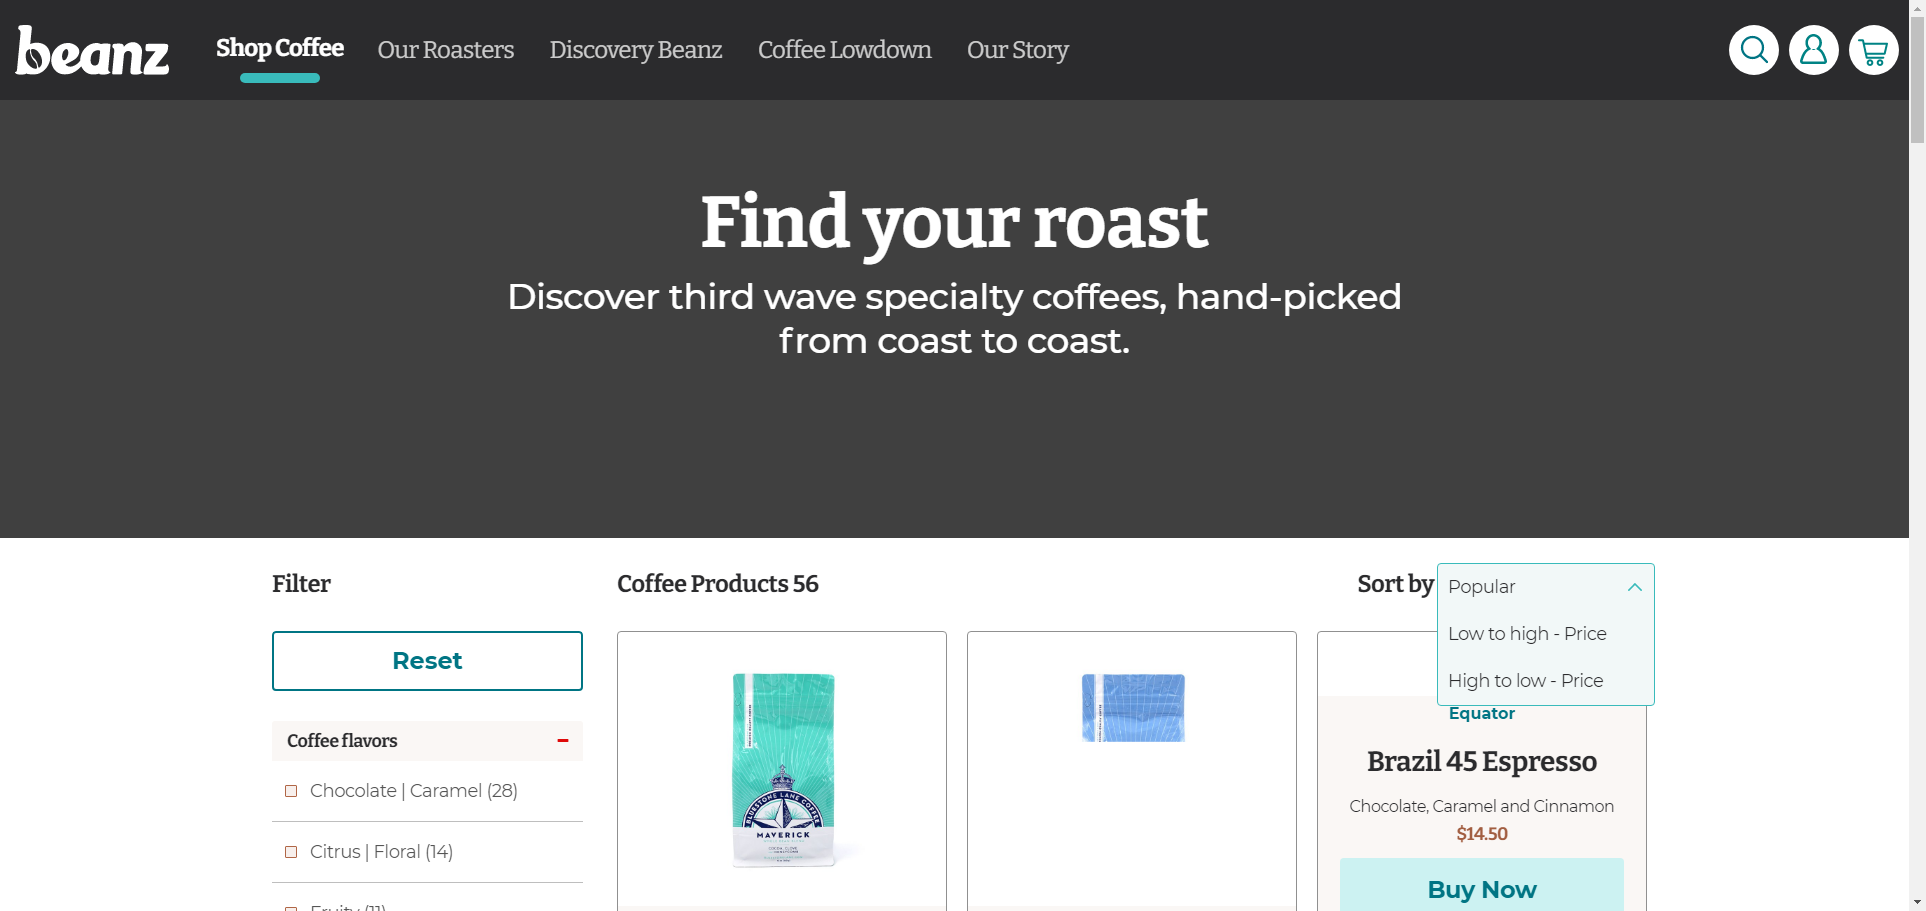 beanz
Shop Coffee
Our Roasters
Discovery Beanz
Coffee Lowdown
Our Story
Find your roast
Discover third wave specialty coffees, hand-picked
from coast to coast.
Filter
Coffee Products 56
Sort by
Popular
Low to high - Price
High to low - Price
Reset
Coffee flavors
Chocolate | Caramel (28)
Citrus | Floral (14)
Fruity (11)
BLUESTONE LANE COFFEE
MAVERICK
Equator
Brazil 45 Espresso
Chocolate, Caramel and Cinnamon
$14.50
Buy Now